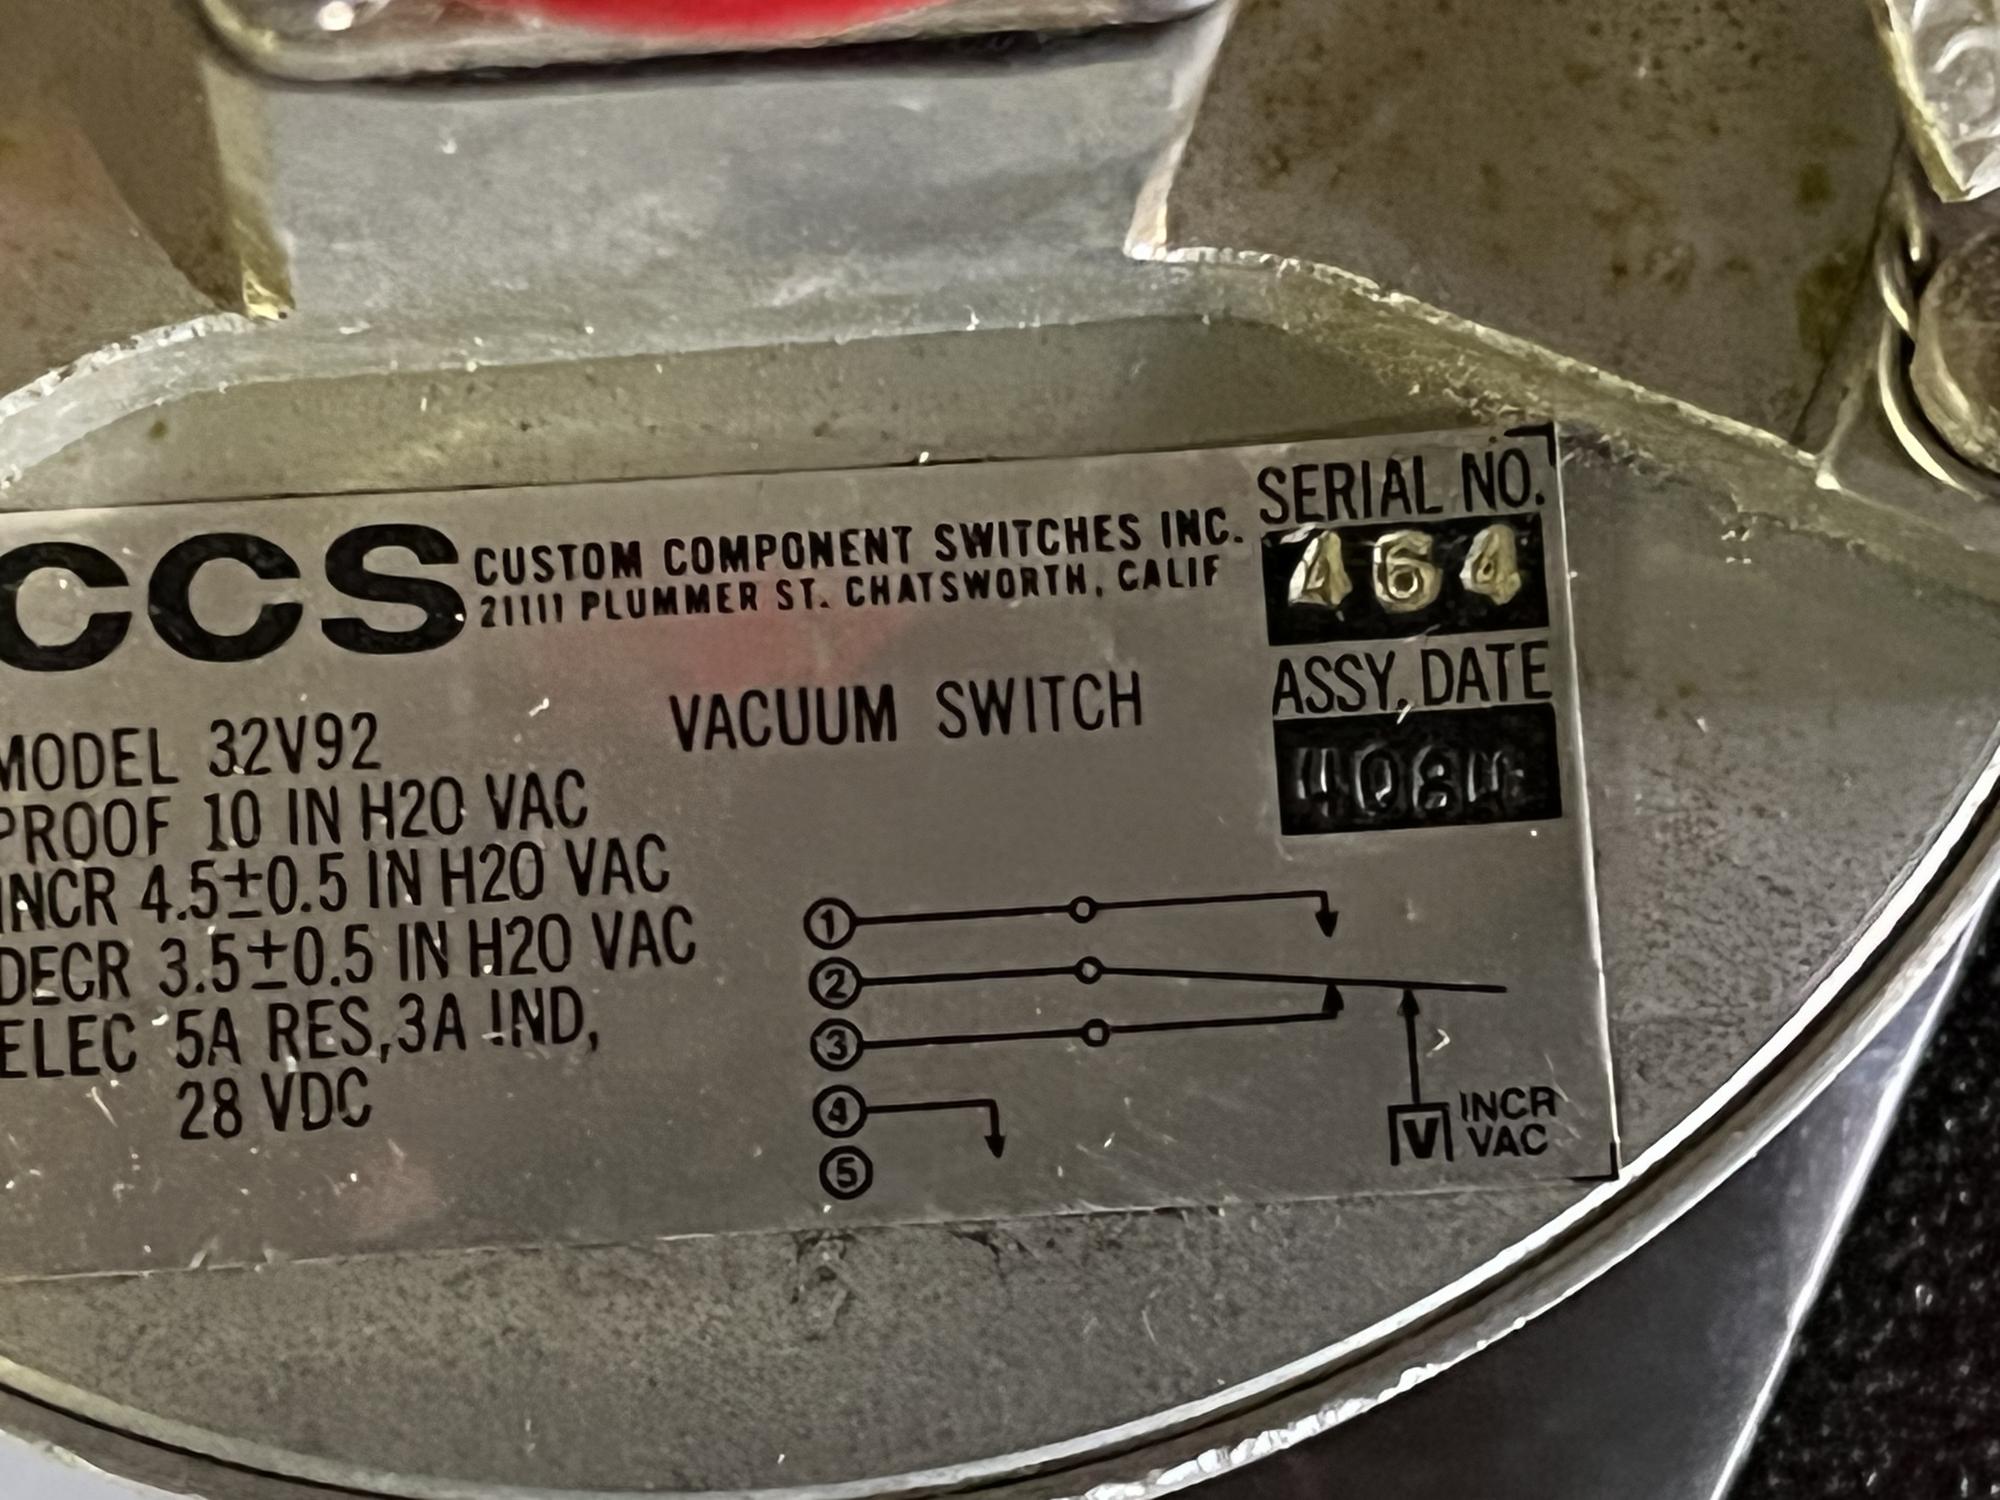 CCS
CUSTOM COMPONENT SWITCHES INC.
21111 PLUMMER ST. CHATSWORTH, CALIF
SERIAL NO.
464
ASSY. DATE
4084
VACUUM SWITCH
MODEL 32V92
PROOF 10 IN H2O VAC
INCR 4.5±0.5 IN H2O VAC
DECR 3.5±0.5 IN H2O VAC
ELEC 5A RES,3A IND,
28 VDC
1
2
3
4
5
V
INCR
VAC